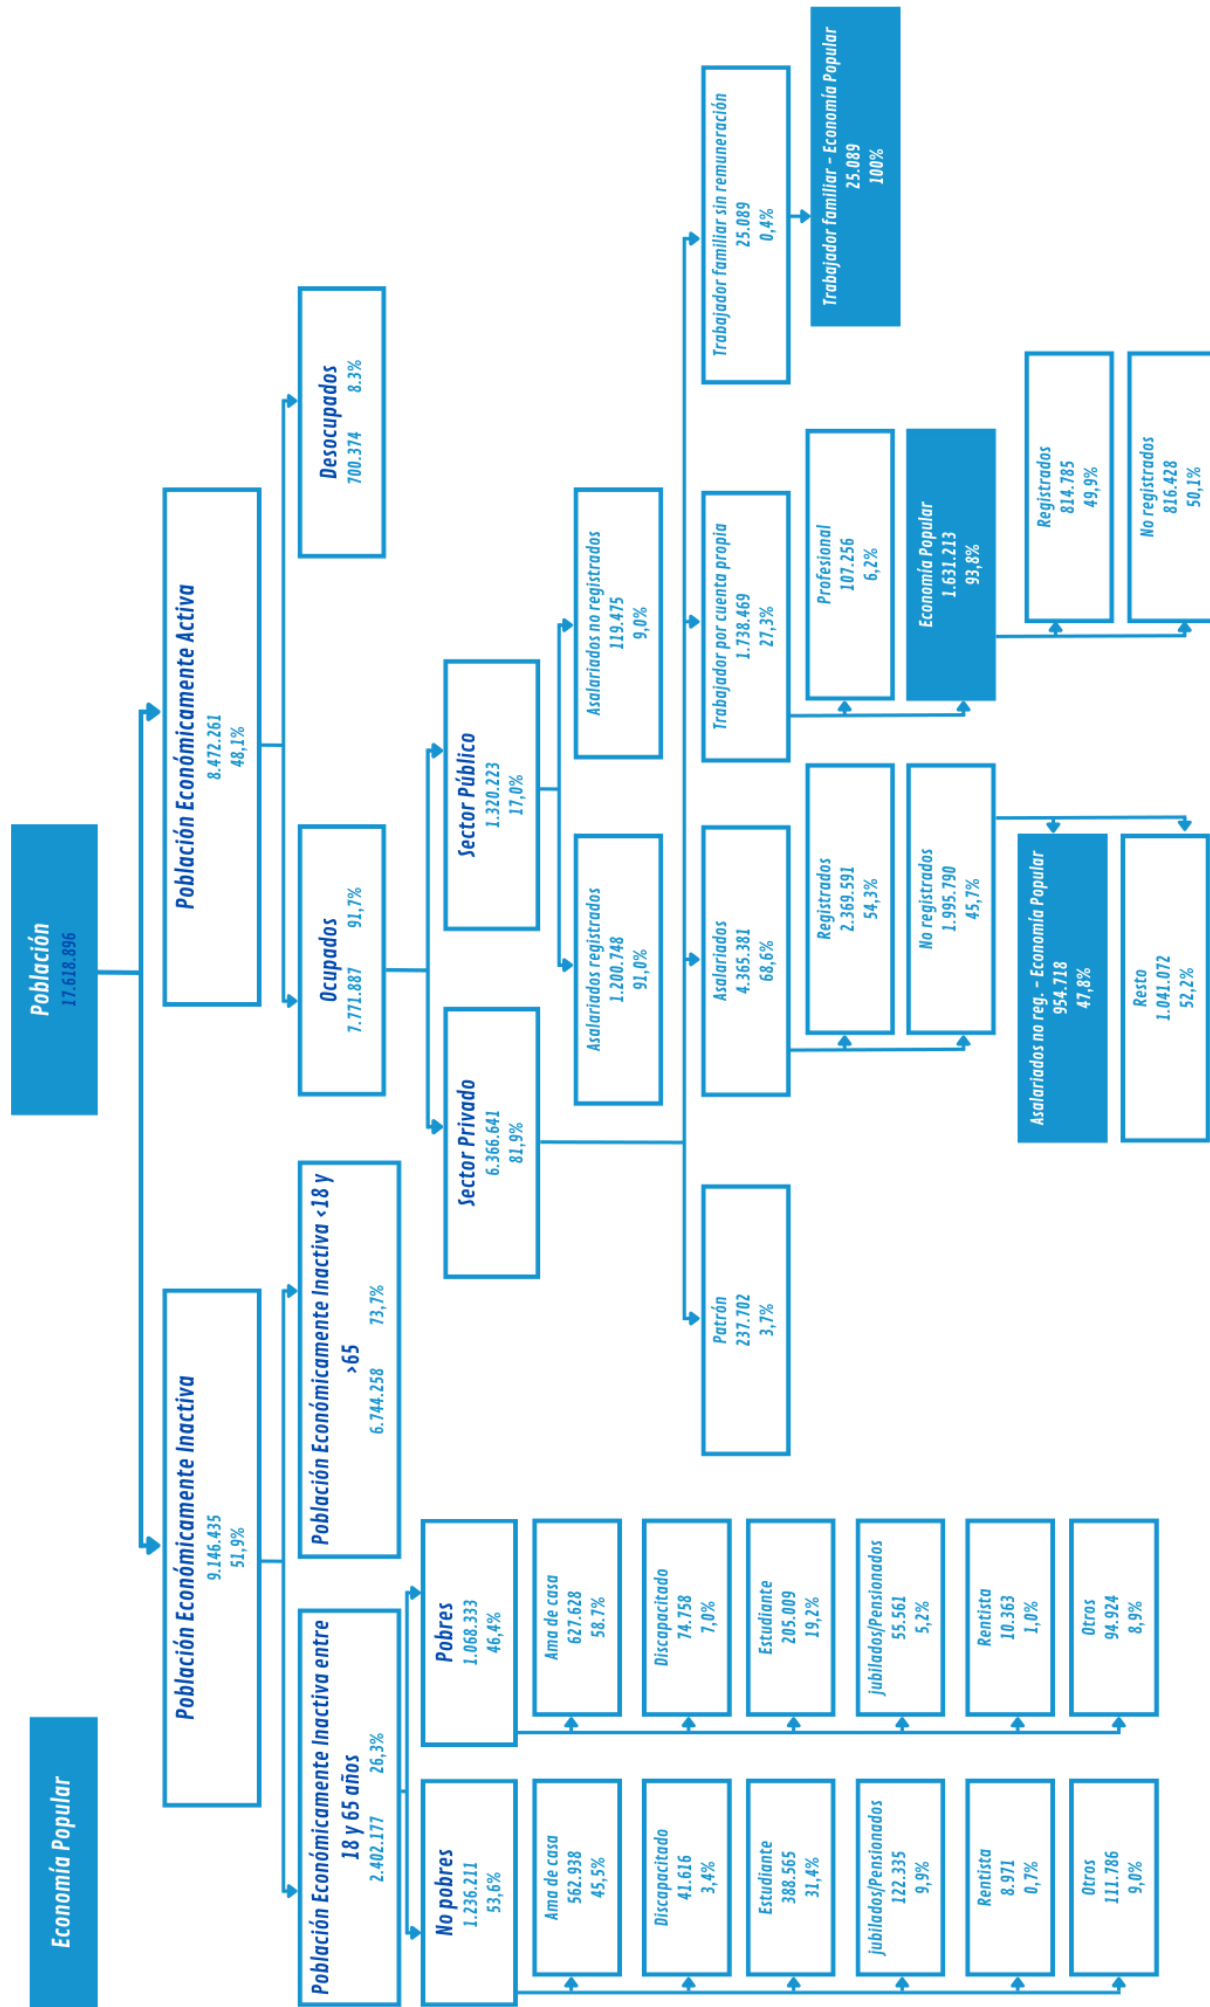 Economía Popular
Población
17.618.896
Población Económicamente Inactiva
9.146.435
51,9%
Población Económicamente Activa
8.472.261
48,1%
Población Económicamente Inactiva entre
18 y 65 años
2.402.177 26,3%
Población Económicamente Inactiva <18 y
>65
6.744.258 73,7%
Ocupados
7.771.887 91,7%
Desocupados
700.374 8.3%
No pobres
1.236.211
53,6%
Pobres
1.068.333
46,4%
Sector Privado
6.366.641
81,9%
Sector Público
1.320.223
17,0%
Ama de casa
562.938
45,5%
Ama de casa
627.628
58.7%
Asalariados registrados
1.200.748
91,0%
Asalariados no registrados
119.475
9,0%
Discapacitado
41.616
3,4%
Discapacitado
74.758
7,0%
Patrón
237.702
3,7%
Asalariados
4.365.381
68,6%
Trabajador por cuenta propia
1.738.469
27,3%
Trabajador familiar sin remuneración
25.089
0,4%
Estudiante
388.565
31,4%
Estudiante
205.009
19,2%
Registrados
2.369.591
54,3%
Profesional
107.256
6,2%
Trabajador familiar - Economía Popular
25.089
100%
jubilados/Pensionados
122.335
9,9%
jubilados/Pensionados
55.561
5,2%
No registrados
1.995.790
45,7%
Economía Popular
1.631.213
93,8%
Rentista
8.971
0,7%
Rentista
10.363
1,0%
Asalariados no reg. - Economía Popular
954.718
47,8%
Registrados
814.785
49,9%
Otros
111.786
9,0%
Otros
94.924
8,9%
Resto
1.041.072
52,2%
No registrados
816.428
50,1%